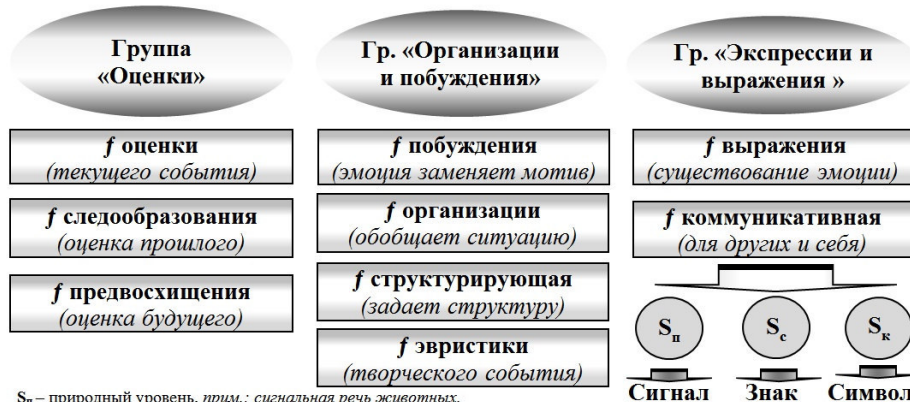 Группа
«Оценки»
f оценки
(текущего события)
f следообразования
(оценка прошлого)
f предвосхищения
(оценка будущего)
Гр. «Организации
и побуждения»
f побуждения
(эмоция заменяет мотив)
f организации
(обобщает ситуацию)
f структурирующая
(задает структуру)
f эвристики
(творческого события)
Гр. «Экспрессии и
выражения »
f выражения
(существование эмоции)
f коммуникативная
(для других и себя)
Sп
Sс
Sк
Сигнал Знак Символ
Sп – природный уровень, прим.: сигнальная речь животных.